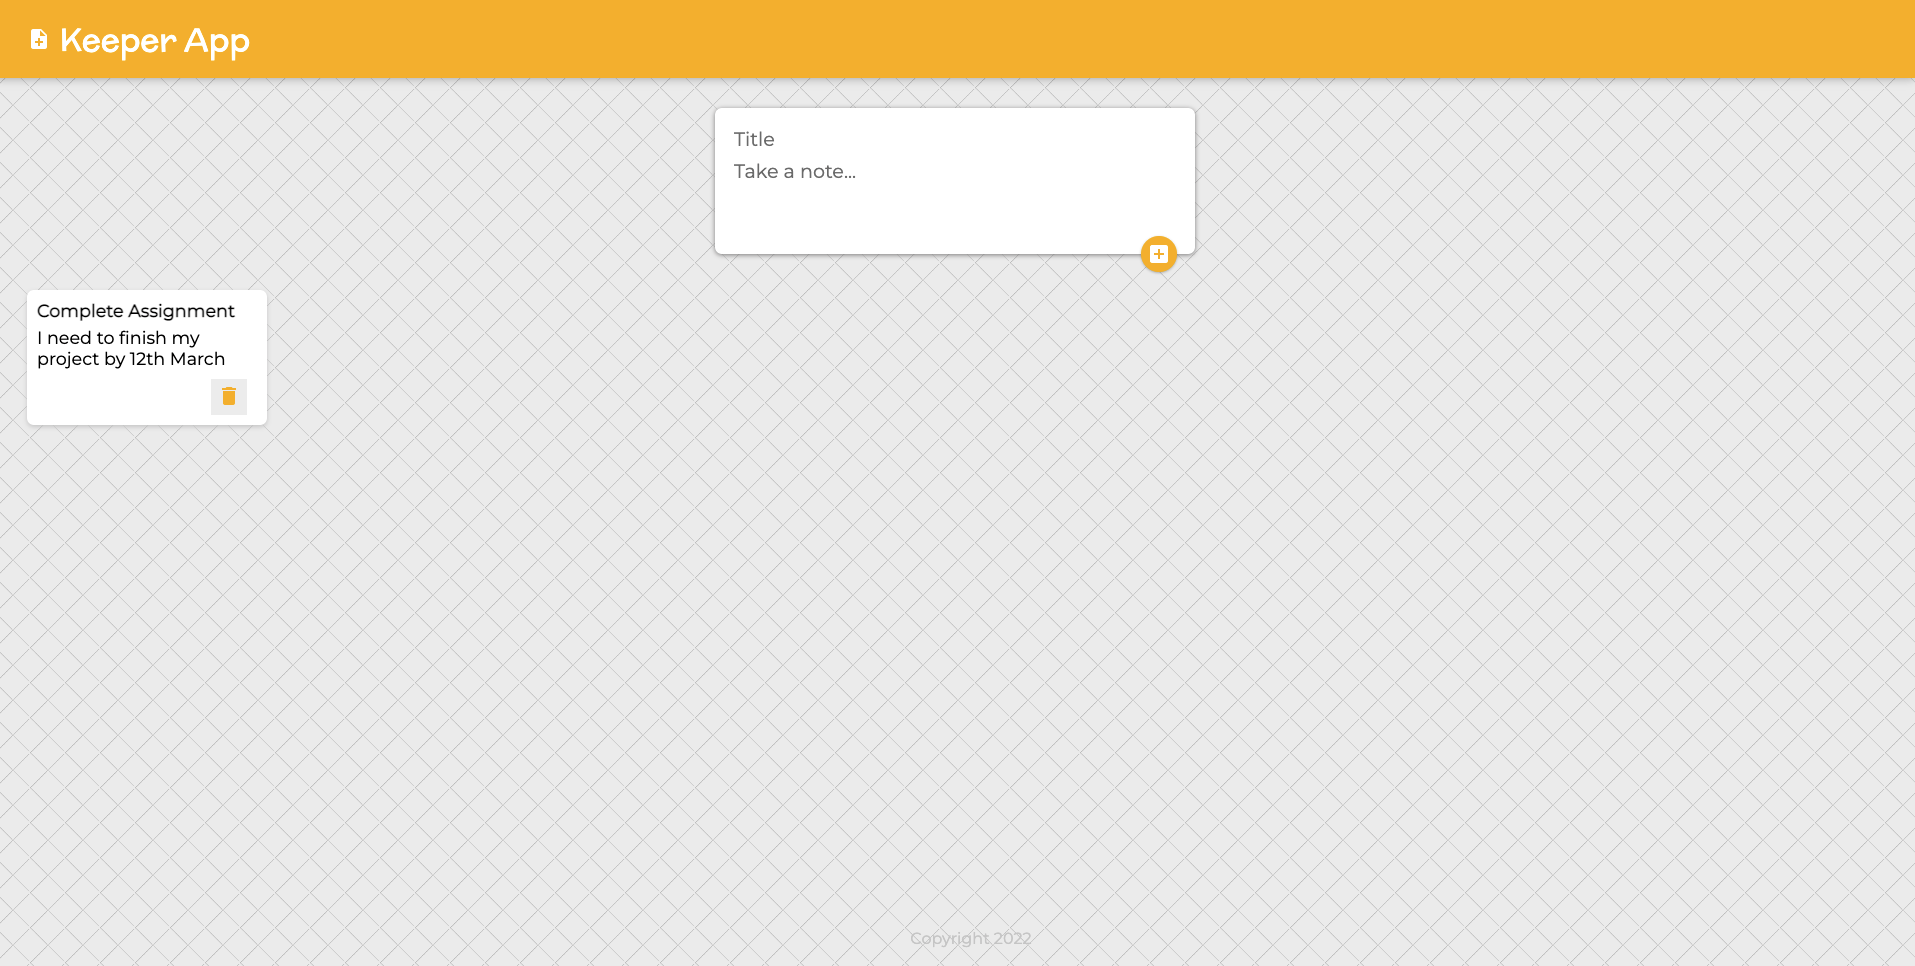 Keeper App
Title
Take a note...
Complete Assignment
I need to finish my
project by 12th March
Copyright 2022